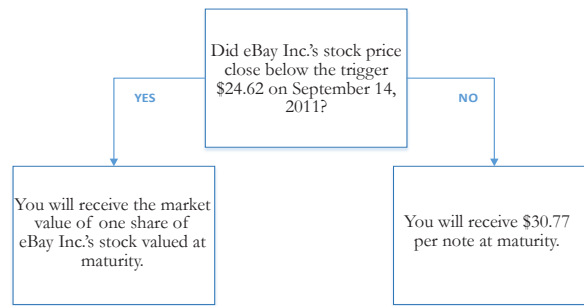 Did eBay Inc.'s stock price
close below the trigger
$24.62 on September 14,
2011?
YES
NO
You will receive the market
value of one share of
eBay Inc.'s stock valued at
maturity.
You will receive $30.77
per note at maturity.